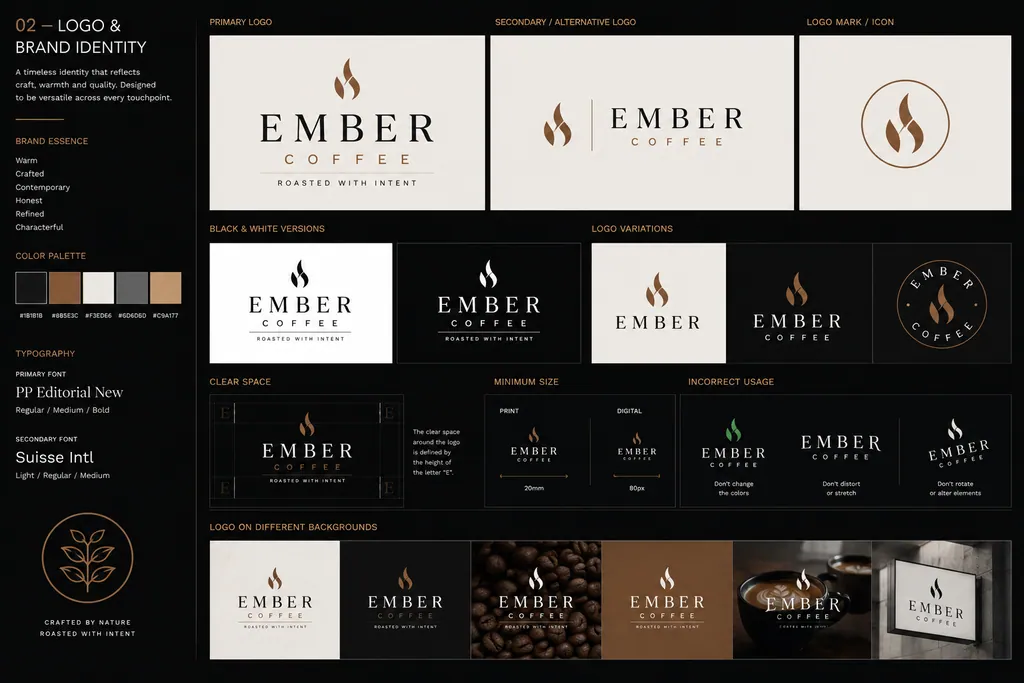 02 — LOGO &
BRAND IDENTITY
A timeless identity that reflects
craft, warmth and quality. Designed
to be versatile across every touchpoint.
BRAND ESSENCE
Warm
Crafted
Contemporary
Honest
Refined
Characterful
COLOR PALETTE
#1B1B1B #8B5E3C #F3EDE6 #6D6D6D #C9A177
TYPOGRAPHY
PRIMARY FONT
PP Editorial New
Regular / Medium / Bold
SECONDARY FONT
Suisse Intl
Light / Regular / Medium
CRAFTED BY NATURE
ROASTED WITH INTENT
PRIMARY LOGO
EMBER
COFFEE
ROASTED WITH INTENT
SECONDARY / ALTERNATIVE LOGO
EMBER
COFFEE
LOGO MARK / ICON
BLACK & WHITE VERSIONS
EMBER
COFFEE
ROASTED WITH INTENT
EMBER
COFFEE
ROASTED WITH INTENT
LOGO VARIATIONS
EMBER
EMBER
COFFEE
EMBER
COFFEE
CLEAR SPACE
E E
EMBER
COFFEE
ROASTED WITH INTENT
E E
The clear space
around the logo
is defined by
the height of
the letter “E”.
MINIMUM SIZE
PRINT
EMBER
COFFEE
20mm
DIGITAL
EMBER
COFFEE
80px
INCORRECT USAGE
EMBER
COFFEE
Don't change
the colors
EMBER
COFFEE
Don't distort
or stretch
EMBER
COFFEE
Don't rotate
or alter elements
LOGO ON DIFFERENT BACKGROUNDS
EMBER
COFFEE
ROASTED WITH INTENT
EMBER
COFFEE
ROASTED WITH INTENT
EMBER
COFFEE
ROASTED WITH INTENT
EMBER
COFFEE
ROASTED WITH INTENT
EMBER
COFFEE
EMBER
COFFEE